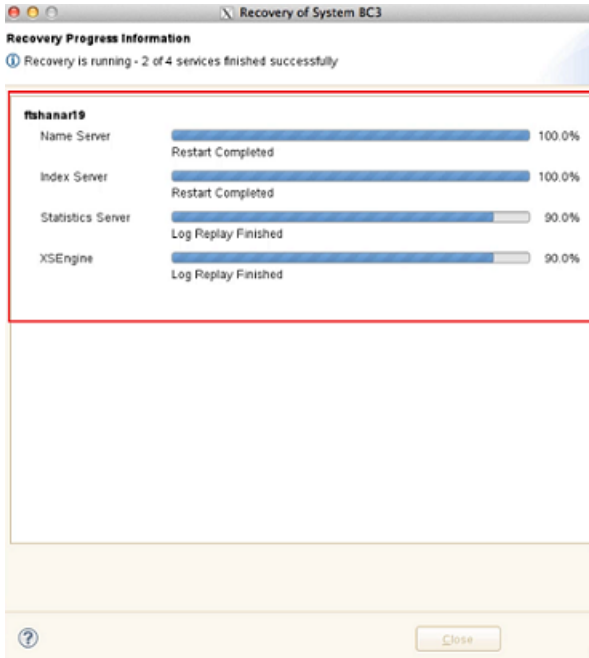 Recovery of System BC3
Recovery Progress Information
Recovery is running - 2 of 4 services finished successfully
ftshanar19
Name Server 100.0%
Restart Completed
Index Server 100.0%
Restart Completed
Statistics Server 90.0%
Log Replay Finished
XSEngine 90.0%
Log Replay Finished
Close